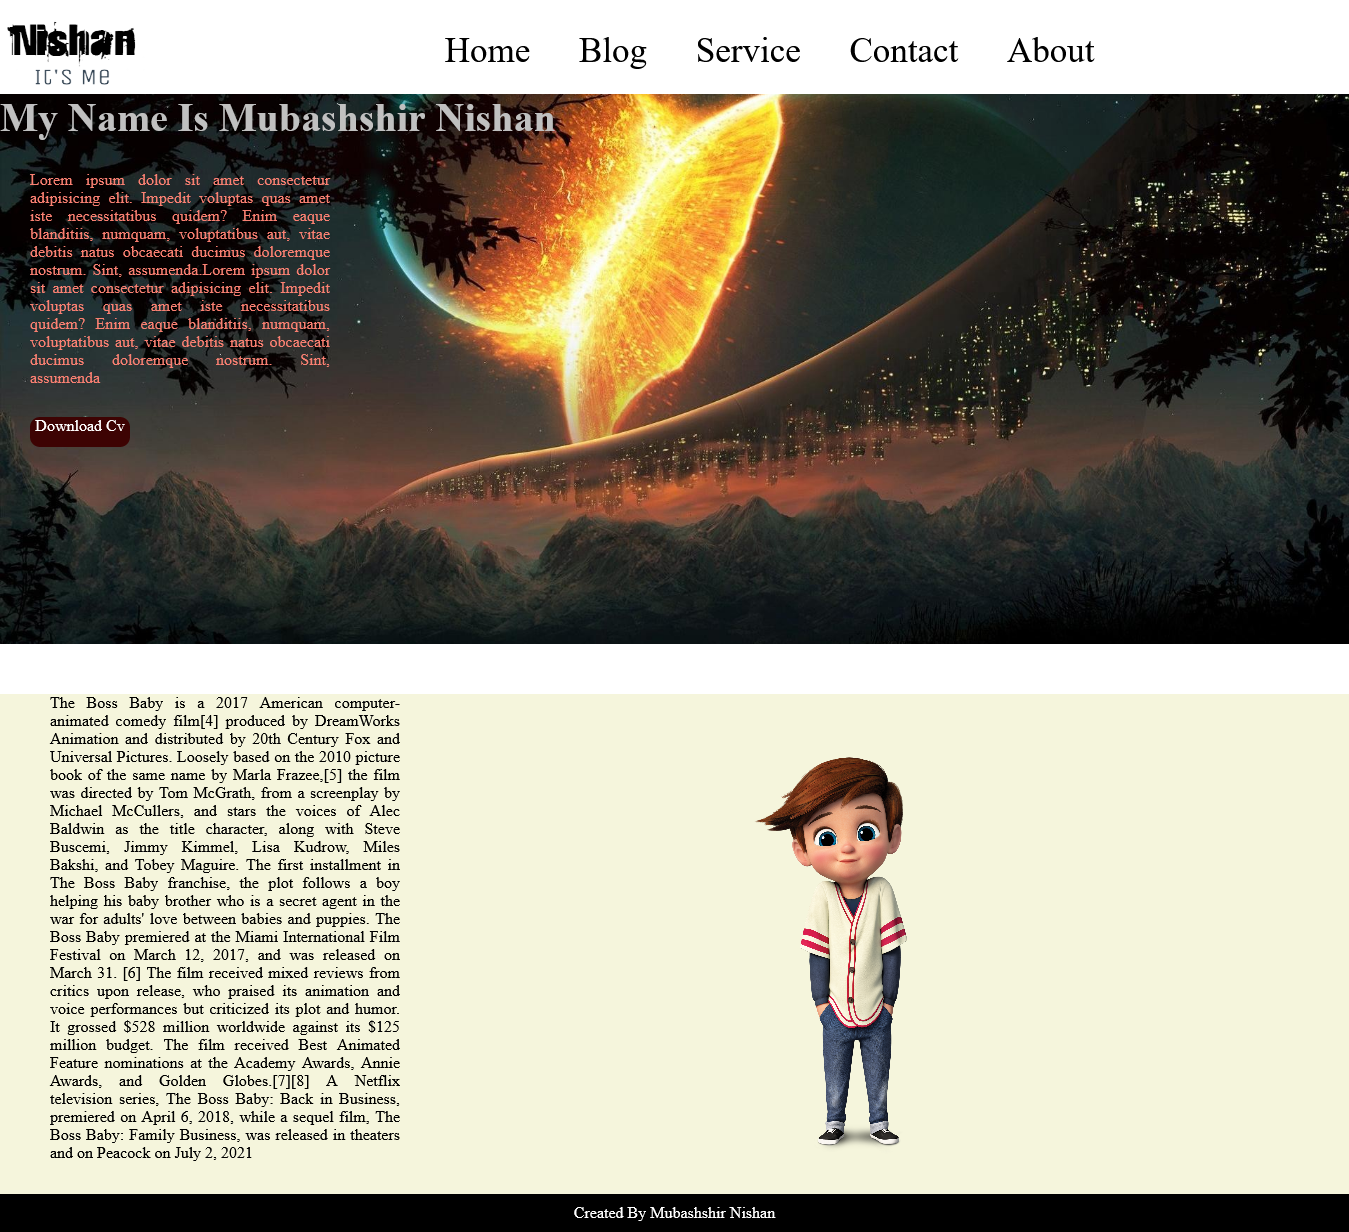 Nishan
It's Me
Home Blog Service Contact About
My Name Is Mubashshir Nishan
Lorem ipsum dolor sit amet consectetur
adipisicing elit. Impedit voluptas quas amet
iste necessitatibus quidem? Enim eaque
blanditiis, numquam, voluptatibus aut, vitae
debitis natus obcaecati ducimus doloremque
nostrum. Sint, assumenda.Lorem ipsum dolor
sit amet consectetur adipisicing elit. Impedit
voluptas quas amet iste necessitatibus
quidem? Enim eaque blanditiis, numquam,
voluptatibus aut, vitae debitis natus obcaecati
ducimus doloremque nostrum. Sint,
assumenda
Download Cv
The Boss Baby is a 2017 American computer-
animated comedy film[4] produced by DreamWorks
Animation and distributed by 20th Century Fox and
Universal Pictures. Loosely based on the 2010 picture
book of the same name by Marla Frazee,[5] the film
was directed by Tom McGrath, from a screenplay by
Michael McCullers, and stars the voices of Alec
Baldwin as the title character, along with Steve
Buscemi, Jimmy Kimmel, Lisa Kudrow, Miles
Bakshi, and Tobey Maguire. The first installment in
The Boss Baby franchise, the plot follows a boy
helping his baby brother who is a secret agent in the
war for adults' love between babies and puppies. The
Boss Baby premiered at the Miami International Film
Festival on March 12, 2017, and was released on
March 31. [6] The film received mixed reviews from
critics upon release, who praised its animation and
voice performances but criticized its plot and humor.
It grossed $528 million worldwide against its $125
million budget. The film received Best Animated
Feature nominations at the Academy Awards, Annie
Awards, and Golden Globes.[7][8] A Netflix
television series, The Boss Baby: Back in Business,
premiered on April 6, 2018, while a sequel film, The
Boss Baby: Family Business, was released in theaters
and on Peacock on July 2, 2021
Created By Mubashshir Nishan